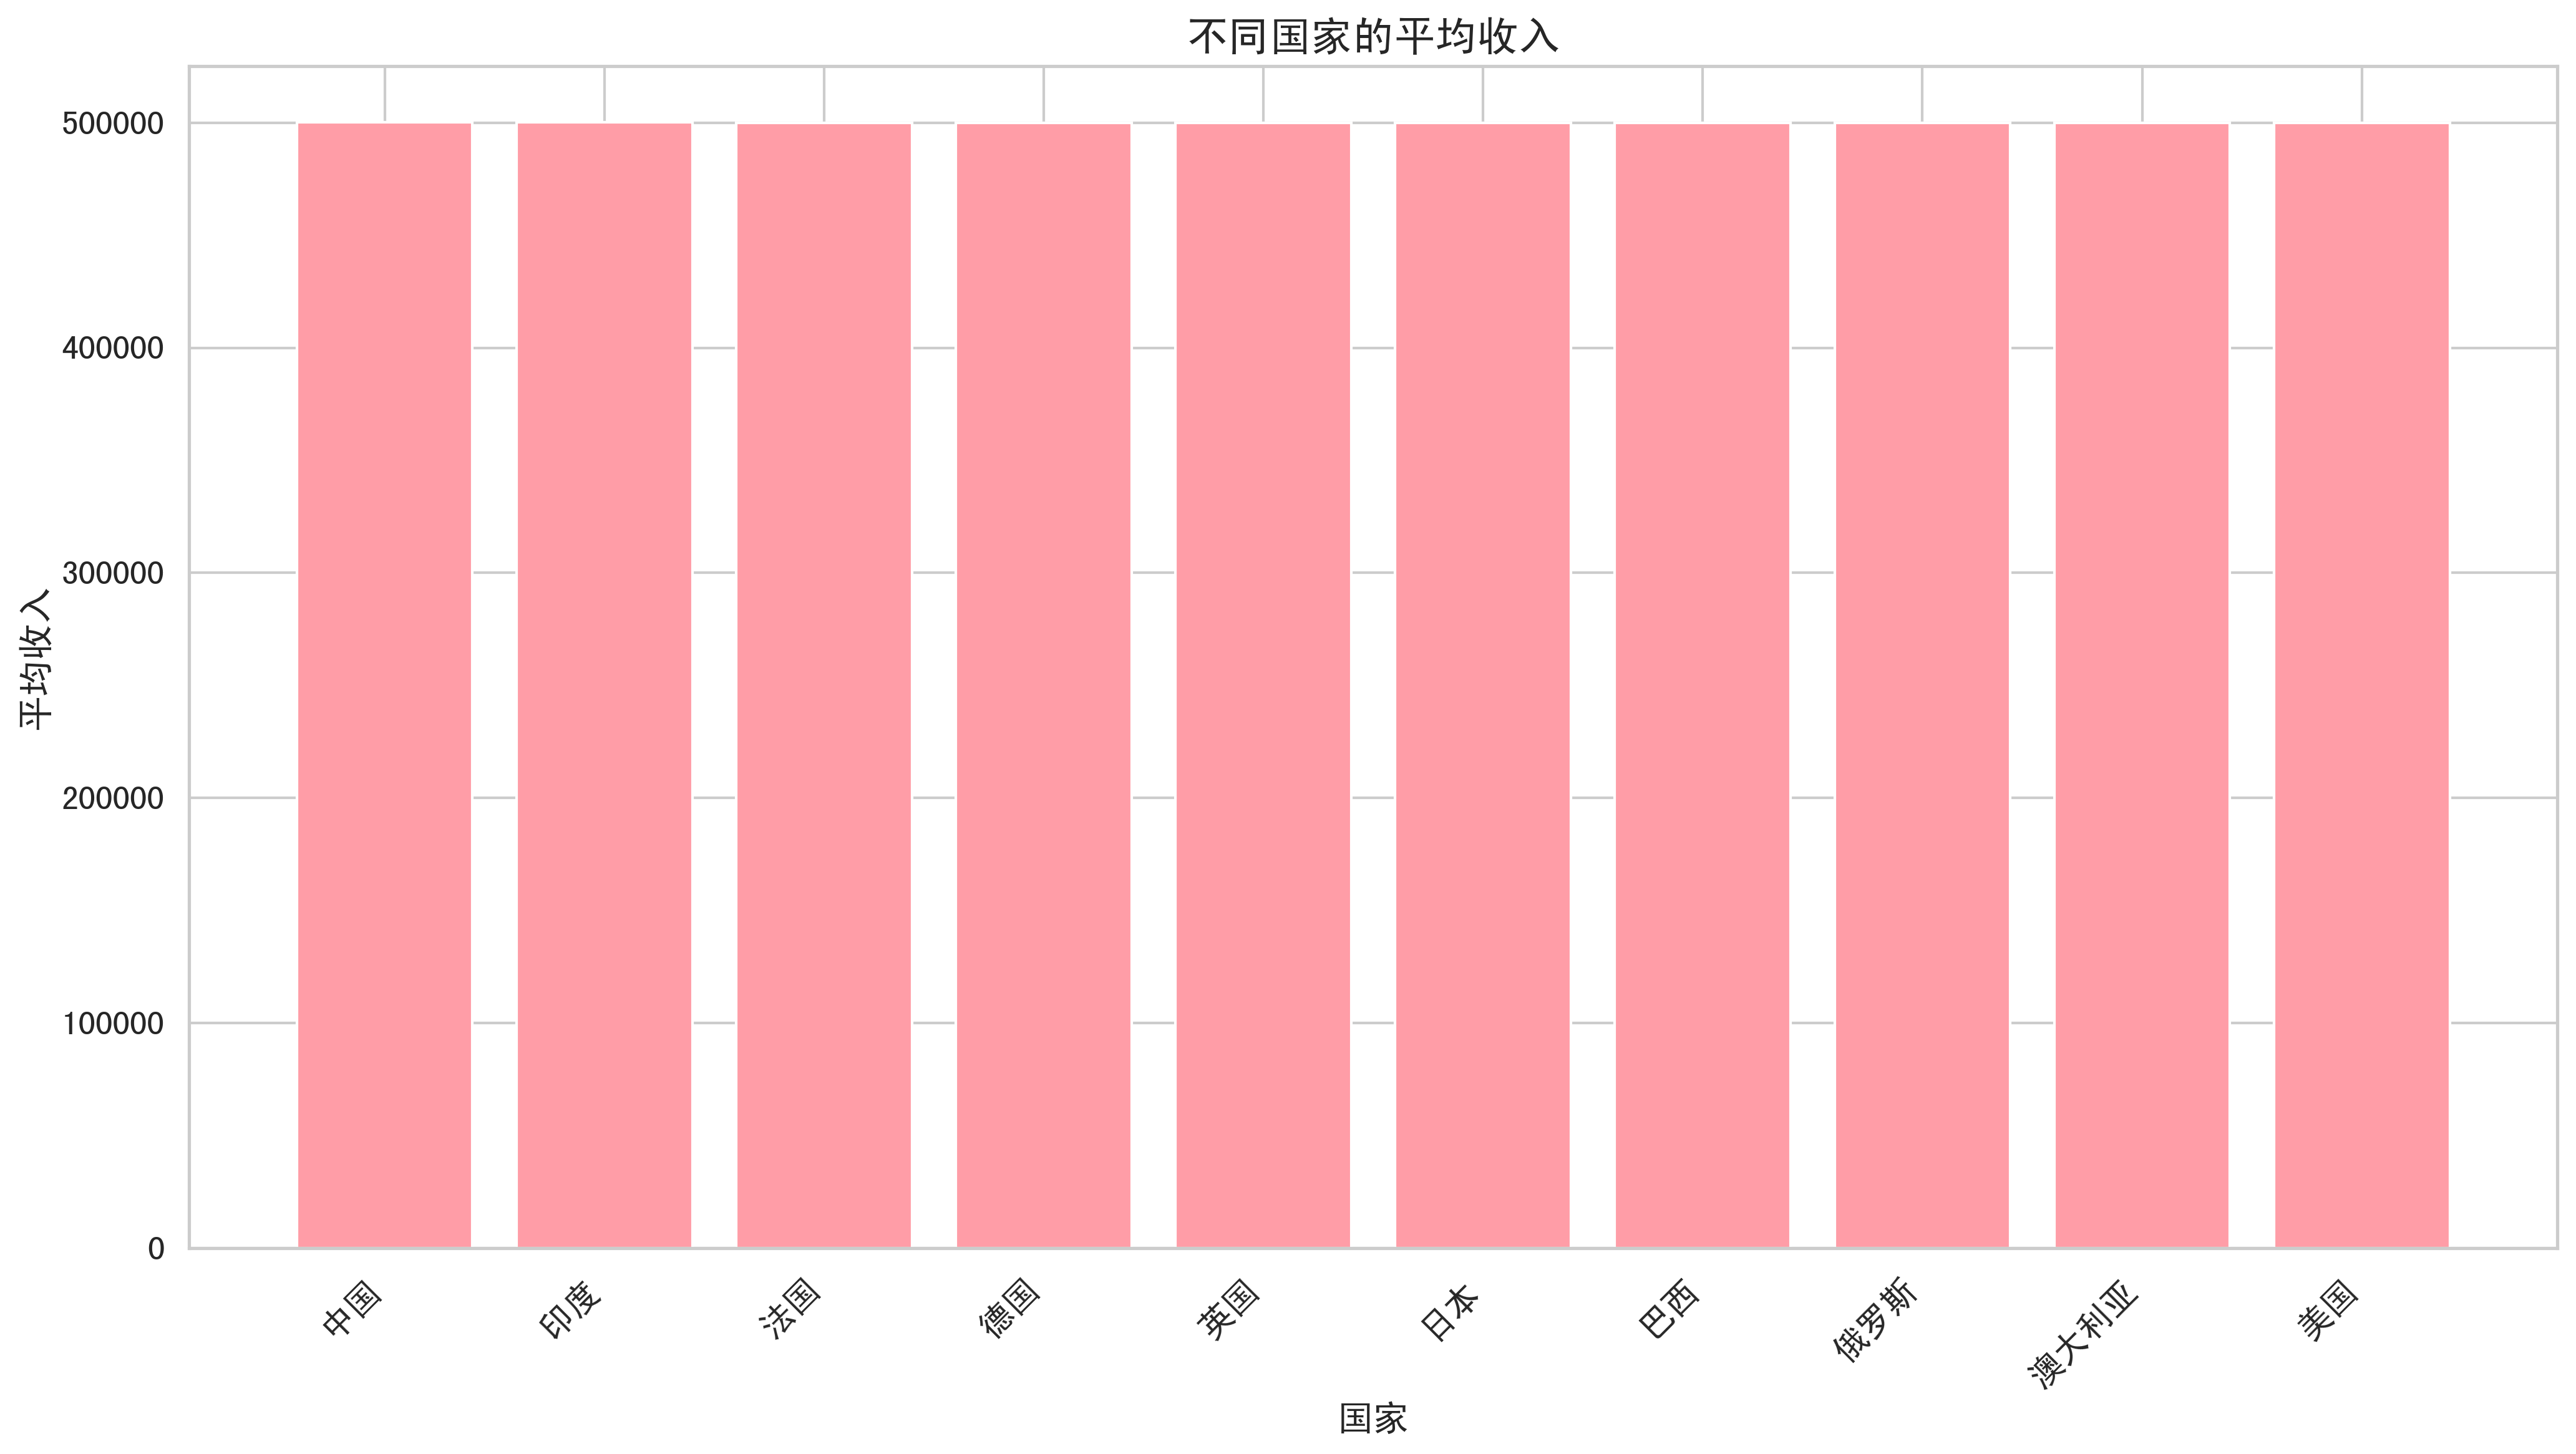 不同国家的平均收入
平均收入
500000
400000
300000
200000
100000
0
中国
印度
法国
德国
英国
日本
巴西
俄罗斯
澳大利亚
美国
国家